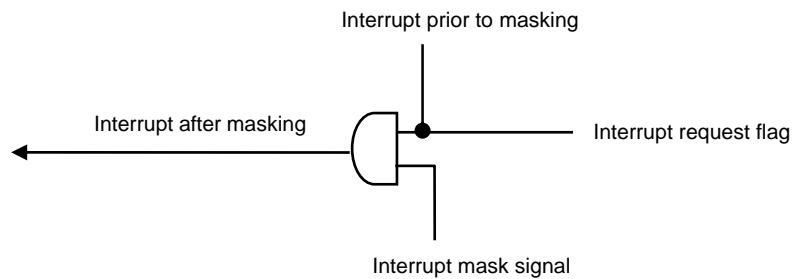 Interrupt prior to masking
Interrupt after masking
Interrupt request flag
Interrupt mask signal